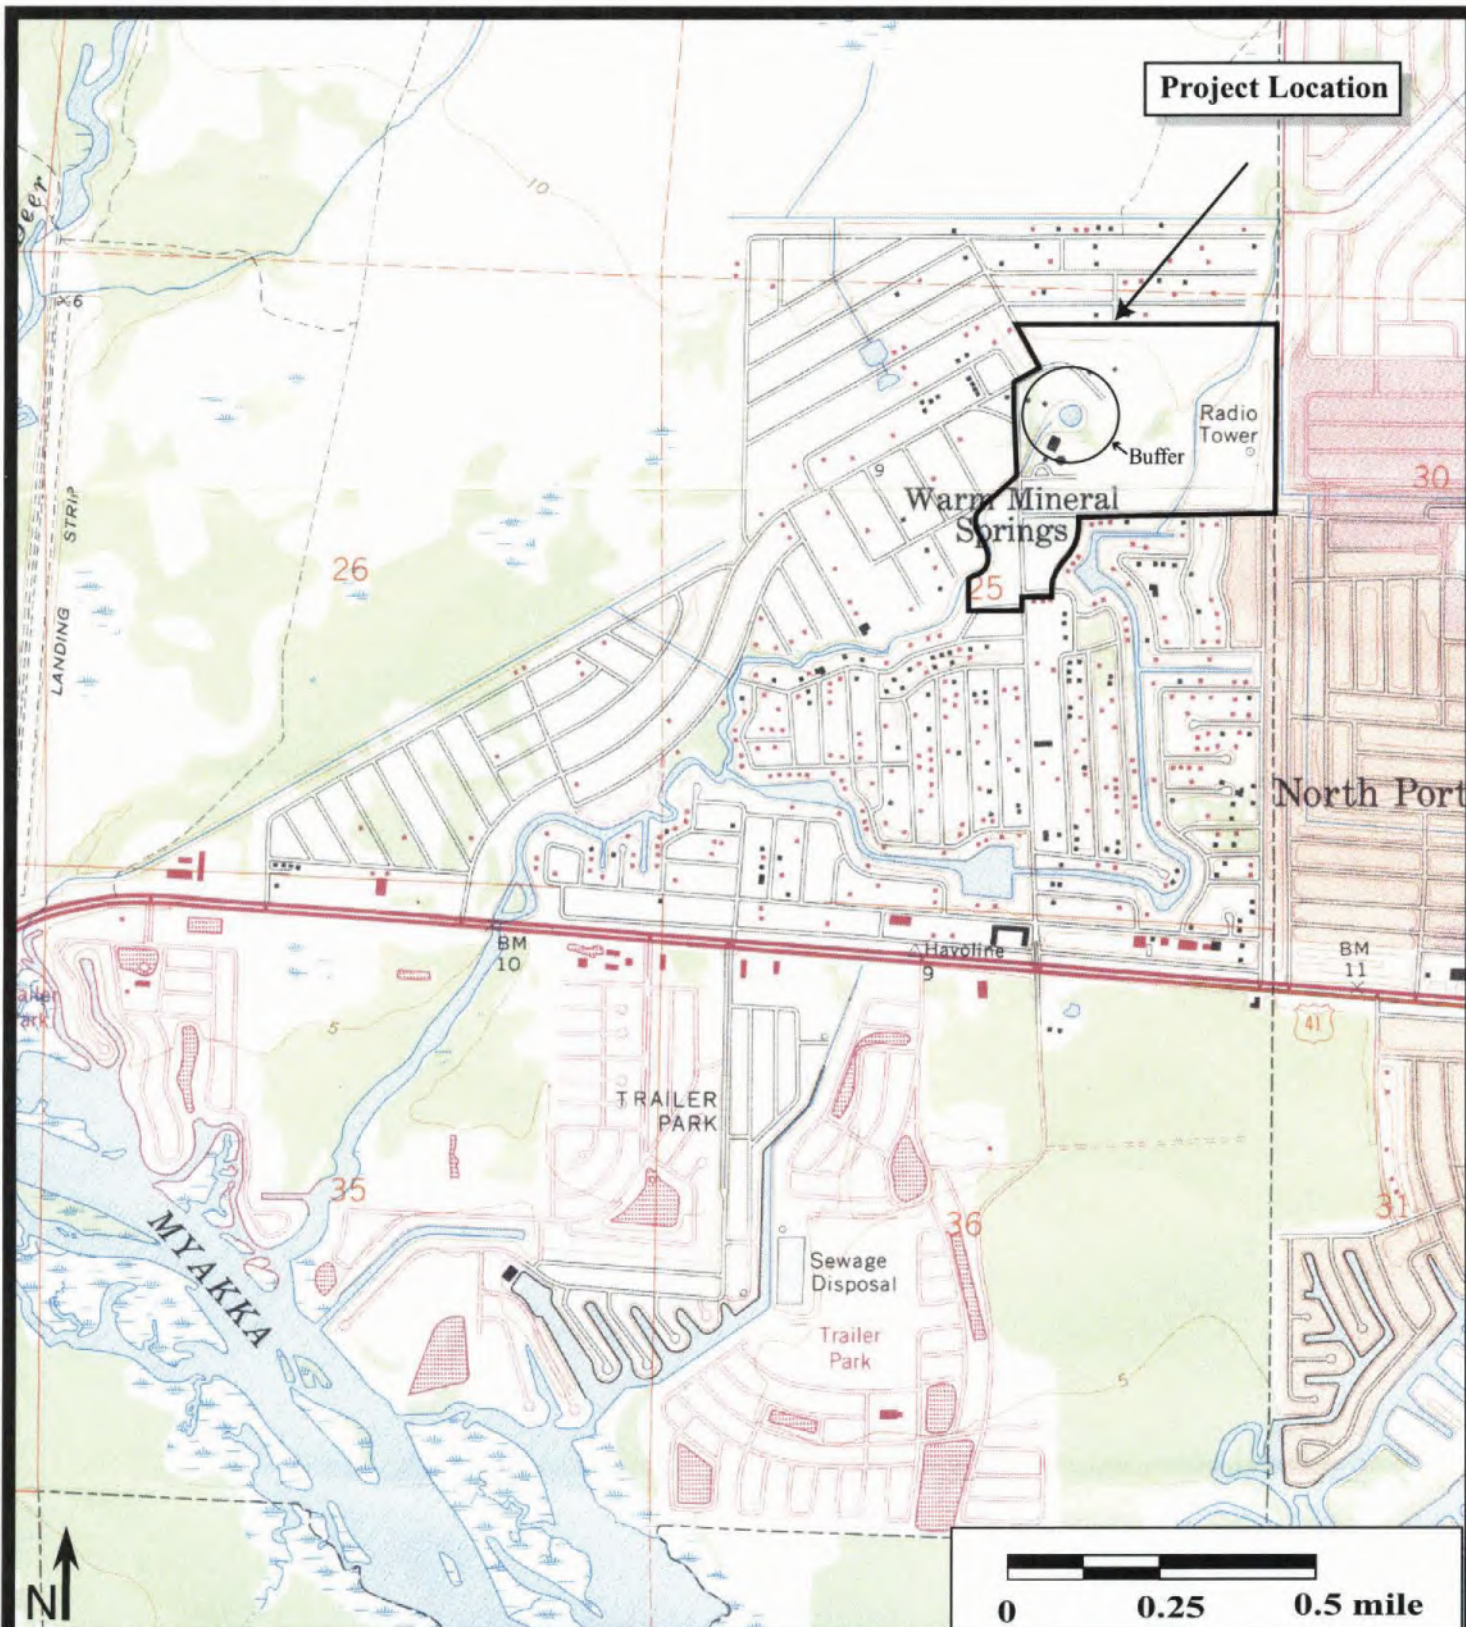 Project Location
Deer
10
6
Radio
Tower
Buffer
30
9
Warm Mineral
Springs
STRIP
26
25
LANDING
North Port
BM
10
Havoline
9
BM
11
Park
5
41
TRAILER
PARK
35
31
MYAKKA
36
Sewage
Disposal
Trailer
Park
5
N
0 0.25 0.5 mile